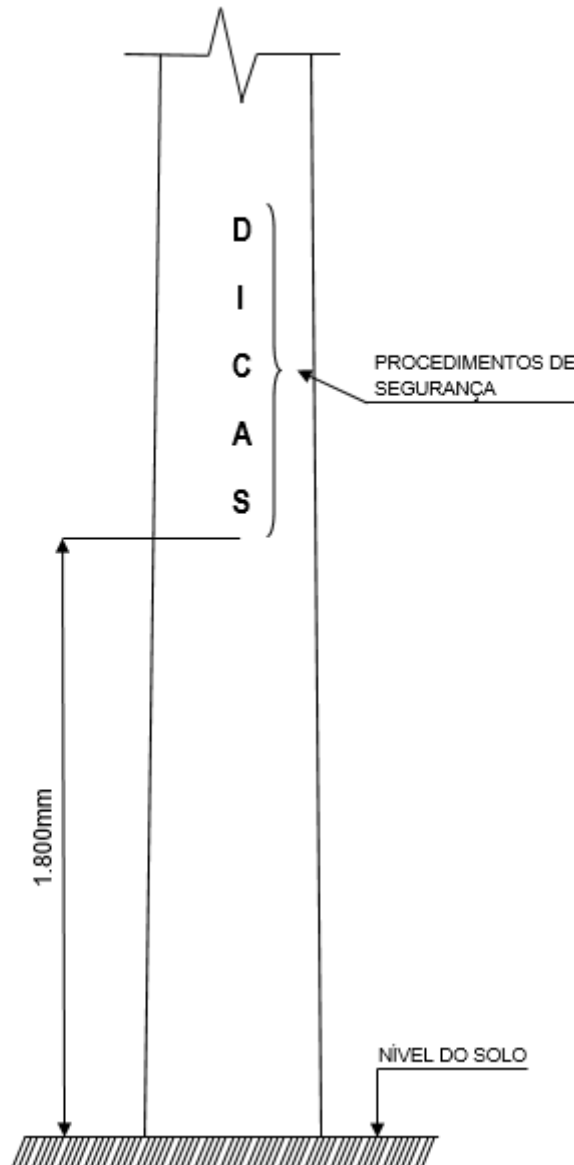 D
I
C
A
S
PROCEDIMENTOS DE
SEGURANÇA
1.800mm
NÍVEL DO SOLO